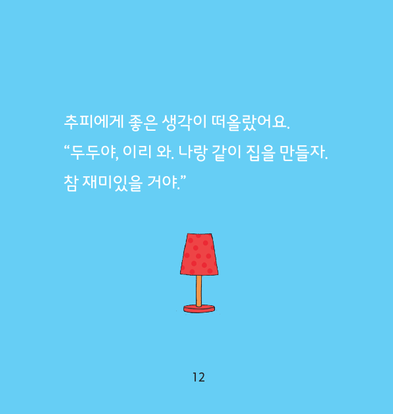 추피에게 좋은 생각이 떠올랐어요.
“두두야, 이리 와. 나랑 같이 집을 만들자.
참 재미있을 거야.”
12